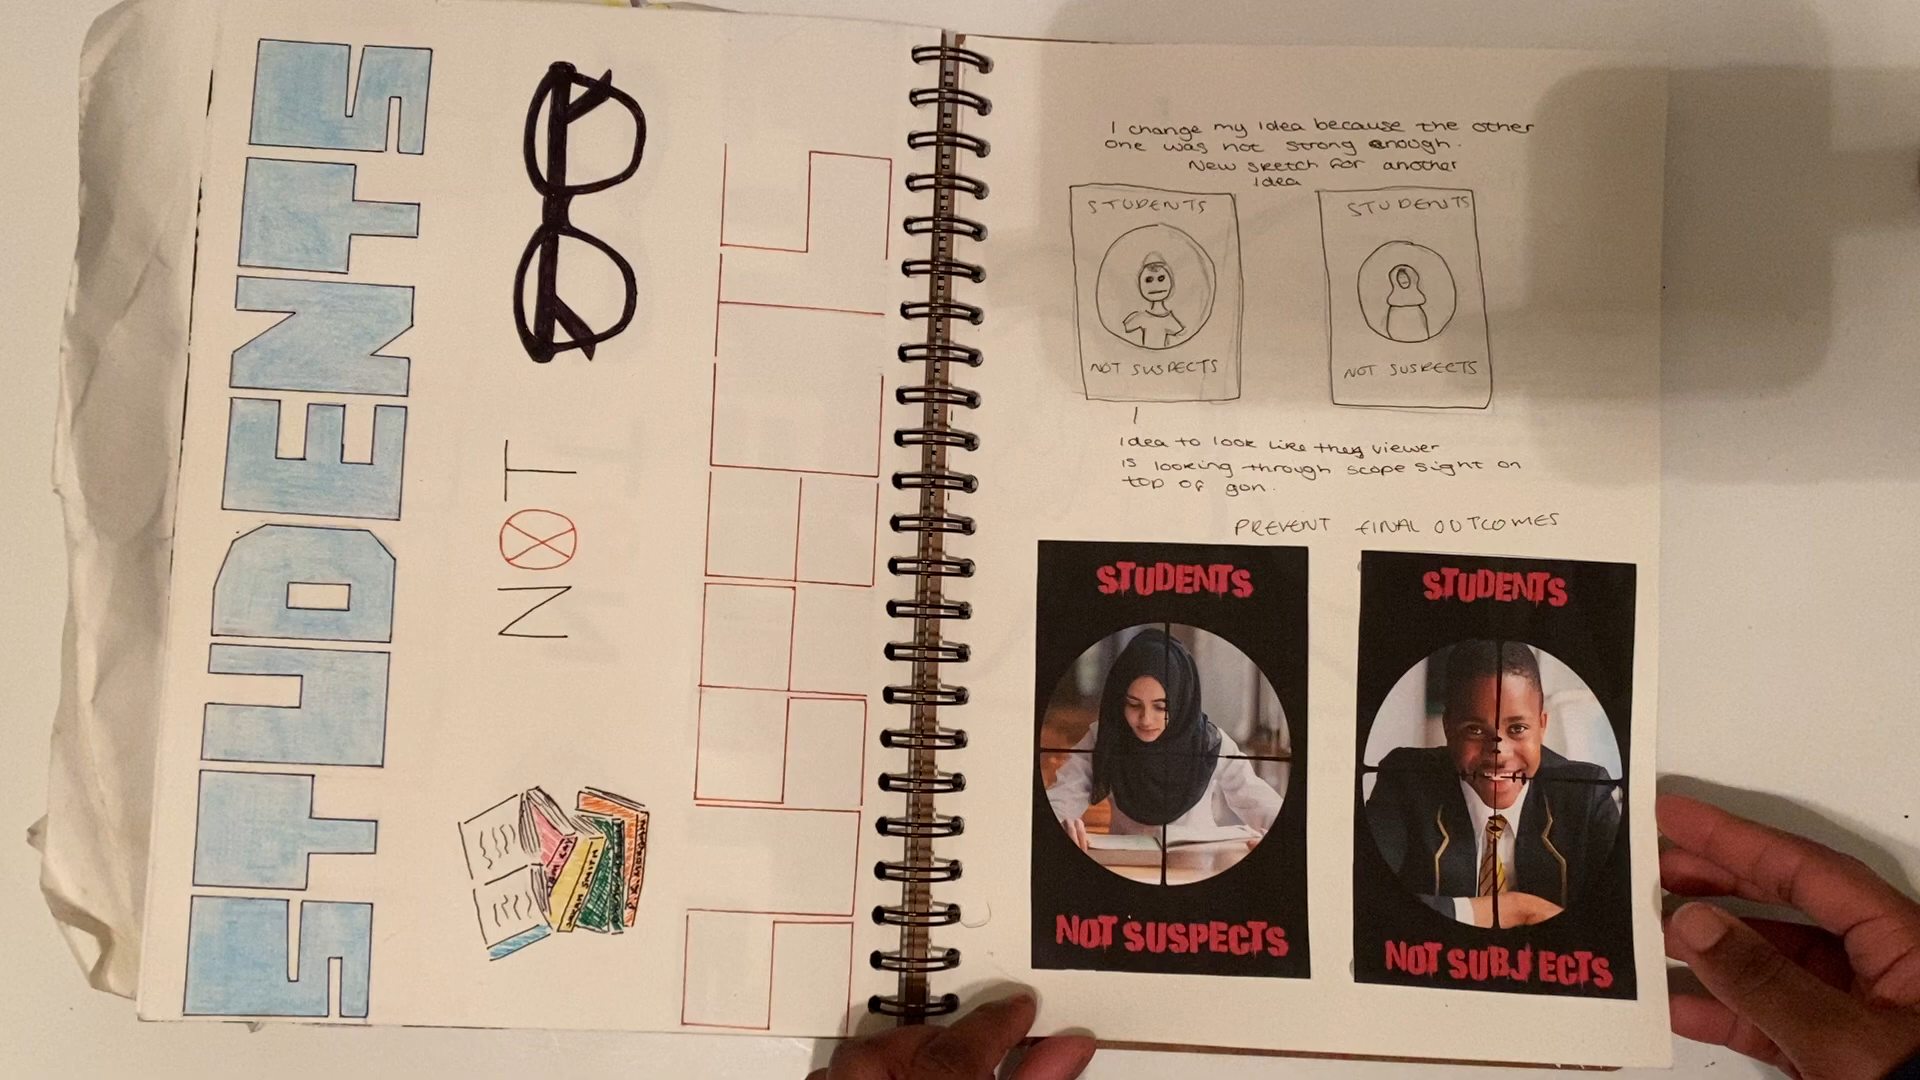 STUDENTS
NOT
I change my idea because the other
one was not strong enough.
New sketch for another
idea
STUDENTS
NOT SUSPECTS
STUDENTS
NOT SUSPECTS
Idea to look like they viewer
is looking through scope sight on
top of gun.
PREVENT FINAL OUTCOMES
STUDENTS
NOT SUSPECTS
STUDENTS
NOT SUBJECTS